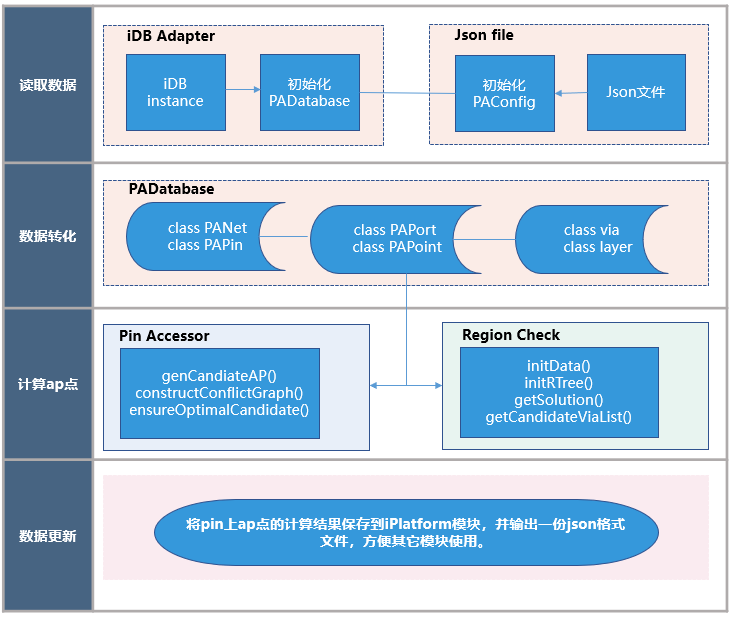 读取数据
iDB Adapter
iDB
instance
初始化
PADatabase
Json file
初始化
PAConfig
Json文件
数据转化
PADatabase
class PANet
class PAPin
class PAPort
class PAPoint
class via
class layer
计算ap点
Pin Accessor
genCandiateAP()
constructConflictGraph()
ensureOptimalCandidate()
Region Check
initData()
initRTree()
getSolution()
getCandidateViaList()
数据更新
将pin上ap点的计算结果保存到iPlatform模块，并输出一份json格式
文件，方便其它模块使用。